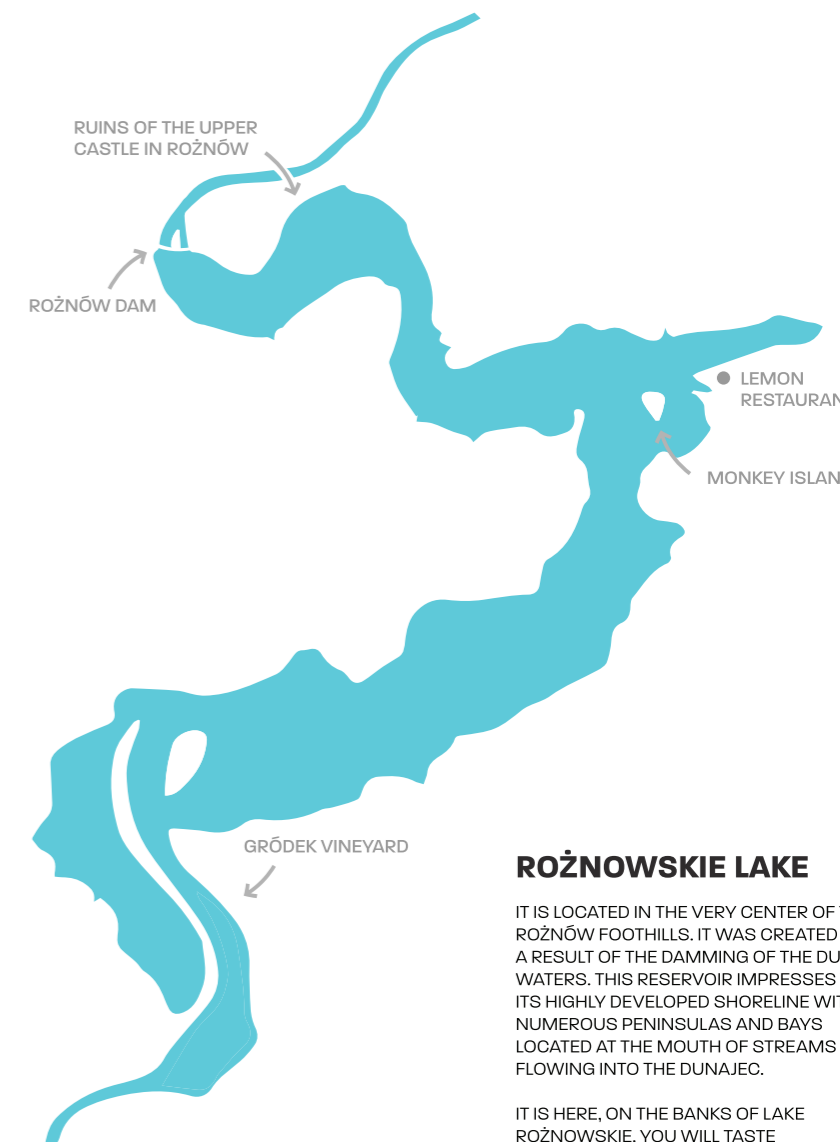 RUINS OF THE UPPER
CASTLE IN ROŻNÓW
ROŻNÓW DAM
LEMON
RESTAURAN
MONKEY ISLAN
GRÓDEK VINEYARD
ROŻNOWSKIE LAKE
IT IS LOCATED IN THE VERY CENTER OF
ROŻNÓW FOOTHILLS. IT WAS CREATED
A RESULT OF THE DAMMING OF THE DU
WATERS. THIS RESERVOIR IMPRESSES
ITS HIGHLY DEVELOPED SHORELINE WI
NUMEROUS PENINSULAS AND BAYS
LOCATED AT THE MOUTH OF STREAMS
FLOWING INTO THE DUNAJEC.
IT IS HERE, ON THE BANKS OF LAKE
ROŻNOWSKIE, YOU WILL TASTE